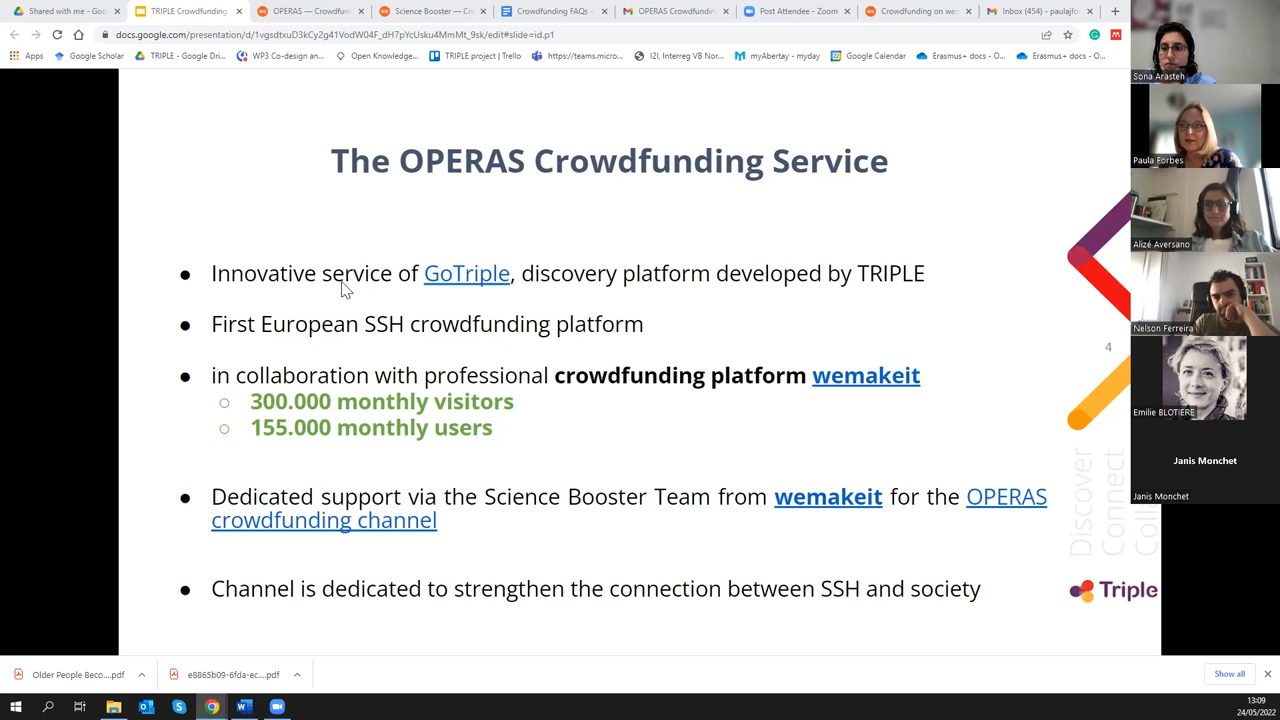 Shared with me - Goo
TRIPLE Crowdfunding
OPERAS — Crowdfun
Science Booster — Cro
Crowdfunding FAQs -
OPERAS Crowdfundin
Post Attendee - Zoom
Crowdfunding on wem
Inbox (454) - paulajfo
docs.google.com/presentation/d/1vgsdtxuD3kCy2g41VodW04F_dH7pYcUsku4MmMt_9sk/edit#slide=id.p1
Apps
Google Scholar
TRIPLE - Google Dri...
WP3 Co-design an...
Open Knowledge...
TRIPLE project | Trello
https://teams.micro...
I2I, Interreg VB Nor...
myAbertay - myday
Google Calendar
Erasmus+ docs - O...
Erasmus+ docs - O...
The OPERAS Crowdfunding Service
● Innovative service of GoTriple, discovery platform developed by TRIPLE
● First European SSH crowdfunding platform
● in collaboration with professional crowdfunding platform wemakeit
○ 300.000 monthly visitors
○ 155.000 monthly users
● Dedicated support via the Science Booster Team from wemakeit for the OPERAS
crowdfunding channel
● Channel is dedicated to strengthen the connection between SSH and society
4
Discover
Connect
Triple
Sona Arasteh
Paula Forbes
Alizé Aversano
Nelson Ferreira
Emilie BLOTIERE
Janis Monchet
Janis Monchet
Older People Beco....pdf
e8865b09-6fda-ec....pdf
Show all
13:09
24/05/2022